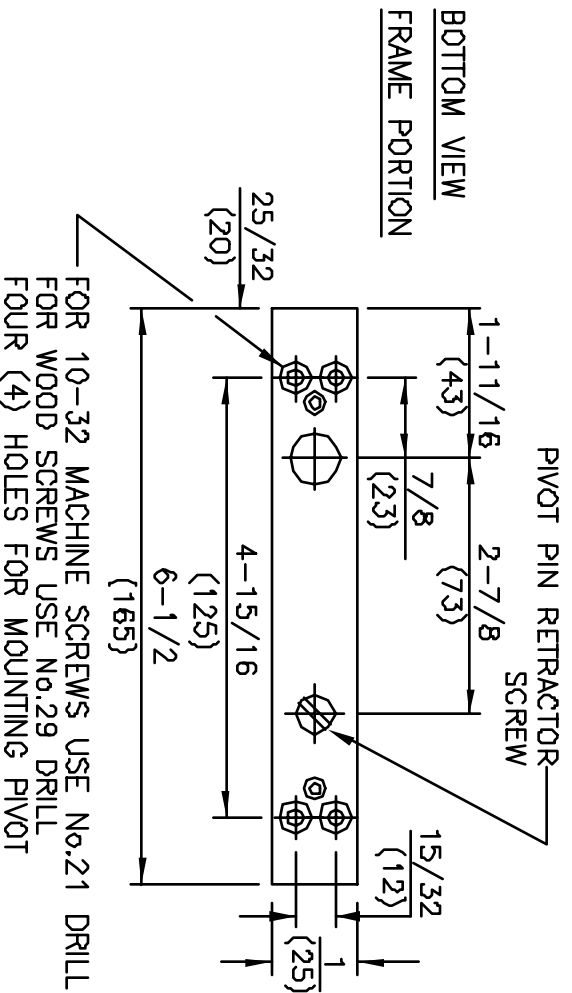 BOTTOM VIEW
FRAME PORTION
PIVOT PIN RETRACTOR
SCREW
1-11/16
(43)
2-7/8
(73)
7/8
(23)
15/32
(12)
1
(25)
25/32
(20)
4-15/16
(125)
6-1/2
(165)
FOR 10-32 MACHINE SCREWS USE No.21 DRILL
FOR WOOD SCREWS USE No.29 DRILL
FOUR (4) HOLES FOR MOUNTING PIVOT